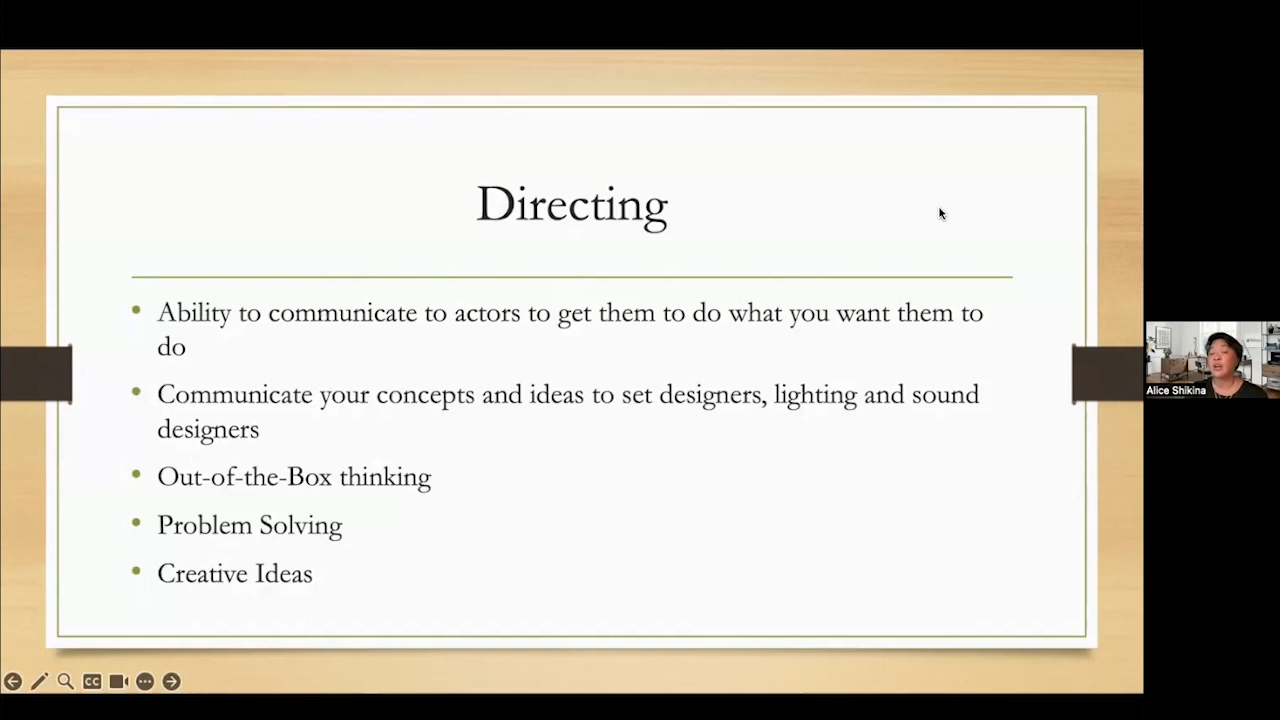 Directing
Ability to communicate to actors to get them to do what you want them to
do
Communicate your concepts and ideas to set designers, lighting and sound
designers
Out-of-the-Box thinking
Problem Solving
Creative Ideas
Alice Shikina
CC